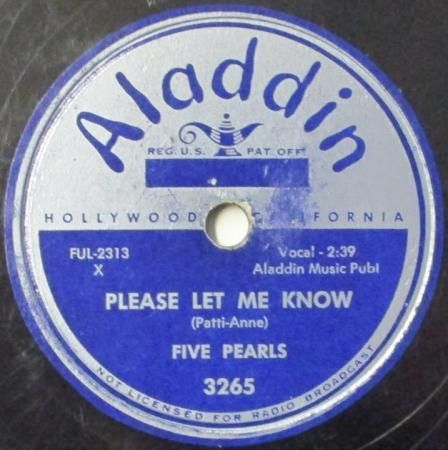 Aladdin
REG. U.S. PAT. OFF.
HOLLYWOOD CALIFORNIA
FUL-2313
X
Vocal - 2:39
Aladdin Music Publ
PLEASE LET ME KNOW
(Patti-Anne)
FIVE PEARLS
3265
NOT LICENSED FOR RADIO BROADCAST